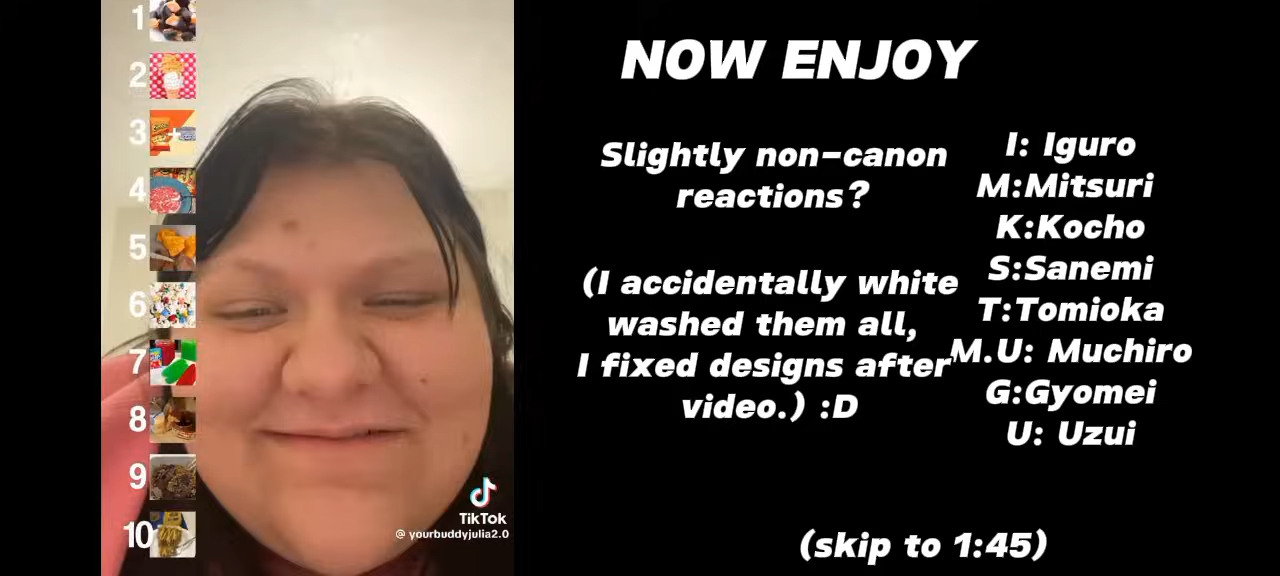 1
2
3
4
5
6
7
8
9
10
TikTok
@ yourbuddyjulia2.0
NOW ENJOY
Slightly non-canon
reactions?
(I accidentally white
washed them all,
I fixed designs after
video.) :D
I: Iguro
M:Mitsuri
K:Kocho
S:Sanemi
T:Tomioka
M.U: Muchiro
G:Gyomei
U: Uzui
(skip to 1:45)